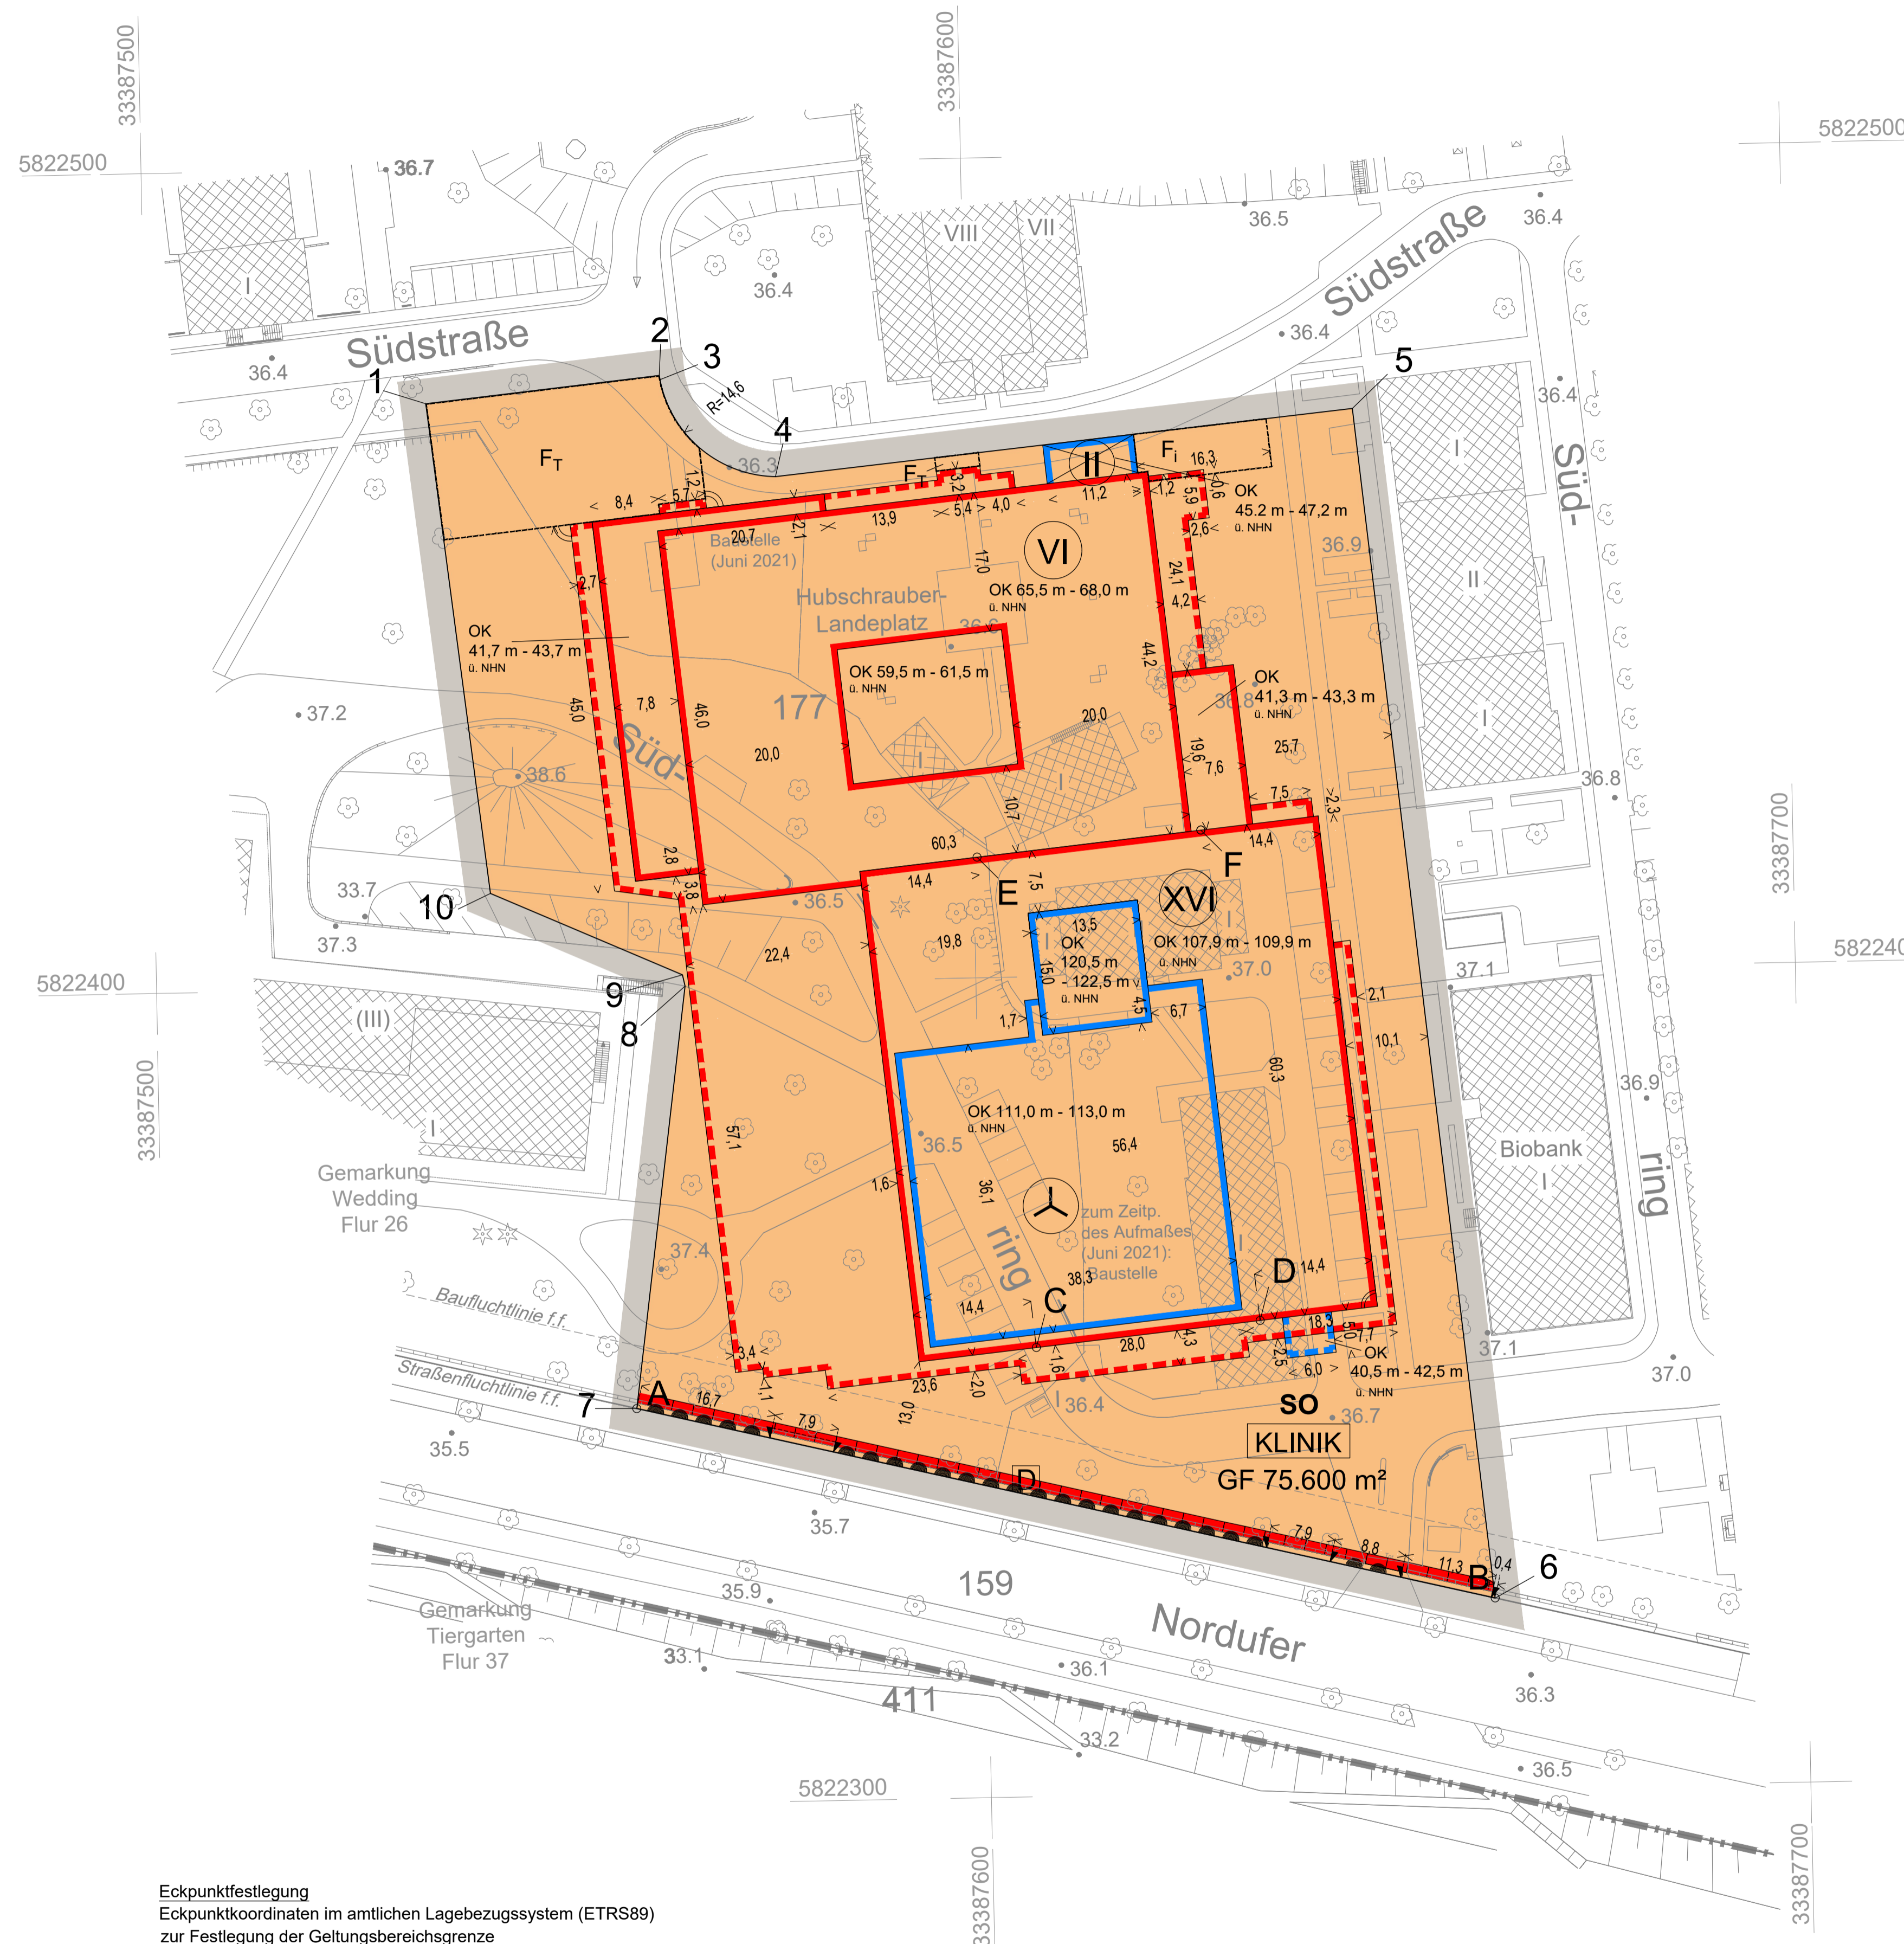 33387500
33387600
5822500
5822500
36.7
36.5
36.4
VIII
VII
I
36.4
Südstraße
Südstraße
36.4
36.4
36.4
1
2
3
4
5
R=14,6
I
Süd-
ring
36.3
F_T
F_T
F_i
II
16,3
1,2
8,4
5,7
3,2
5,4
4,0
11,2
1,2
5,9
0,6
OK
45.2 m - 47,2 m
ü. NHN
13,9
20,7
2,1
2,6
36.9
Baustelle
(Juni 2021)
17,0
VI
II
24,1
4,2
2,7
Hubschrauber-
Landeplatz
OK 65,5 m - 68,0 m
ü. NHN
36.6
OK
41,7 m - 43,7 m
ü. NHN
44,2
OK 59,5 m - 61,5 m
ü. NHN
OK
41,3 m - 43,3 m
ü. NHN
36.8
45,0
7,8
46,0
177
20,0
I
37.2
Süd-
20,0
25,7
19,6
7,6
I
I
36.8
38.6
7,5
2,3
10,7
33387700
60,3
14,4
F
2,8
14,4
E
7,5
XVI
33.7
10
3,8
36.5
I
37.3
22,4
19,8
13,5
I
OK
120,5 m
- 122,5 m
ü. NHN
OK 107,9 m - 109,9 m
ü. NHN
15,0
4,5
37.0
37.1
5822400
5822400
9
8
(III)
1,7
6,7
2,1
10,1
33387500
60,3
36.9
OK 111,0 m - 113,0 m
ü. NHN
I
57,1
36.5
56,4
Biobank
I
Gemarkung
Wedding
Flur 26
1,6
36,1
zum Zeitp.
des Aufmaßes
(Juni 2021):
Baustelle
37.4
ring
I
38,3
D
14,4
Baufluchtlinie f.f.
14,4
C
18,3
5,0
7,7
37.1
28,0
4,3
3,4
1,6
2,5
6,0
OK
40,5 m - 42,5 m
ü. NHN
37.0
Straßenfluchtlinie f.f.
1,1
23,6
2,0
I
36.4
7
A
16,7
7,9
13,0
SO
36.7
KLINIK
35.5
D
GF 75.600 m²
35.7
7,9
8,8
11,3
0,4
B
6
35.9
159
Gemarkung
Tiergarten
Flur 37
Nordufer
33.1
36.1
36.3
411
33.2
36.5
5822300
33387600
33387700
Eckpunktfestlegung
Eckpunktkoordinaten im amtlichen Lagebezugssystem (ETRS89)
zur Festlegung der Geltungsbereichsgrenze